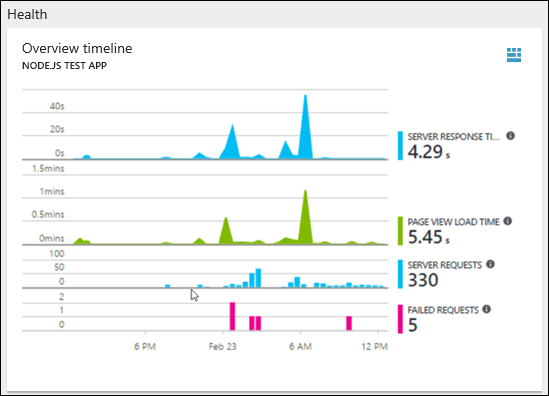 Health
Overview timeline
NODE.JS TEST APP
40s
20s
0s
SERVER RESPONSE TI...
4.29 s
1.5mins
1mins
0.5mins
0mins
PAGE VIEW LOAD TIME
5.45 s
100
50
0
SERVER REQUESTS
330
2
1
0
FAILED REQUESTS
5
6 PM Feb 23 6 AM 12 PM